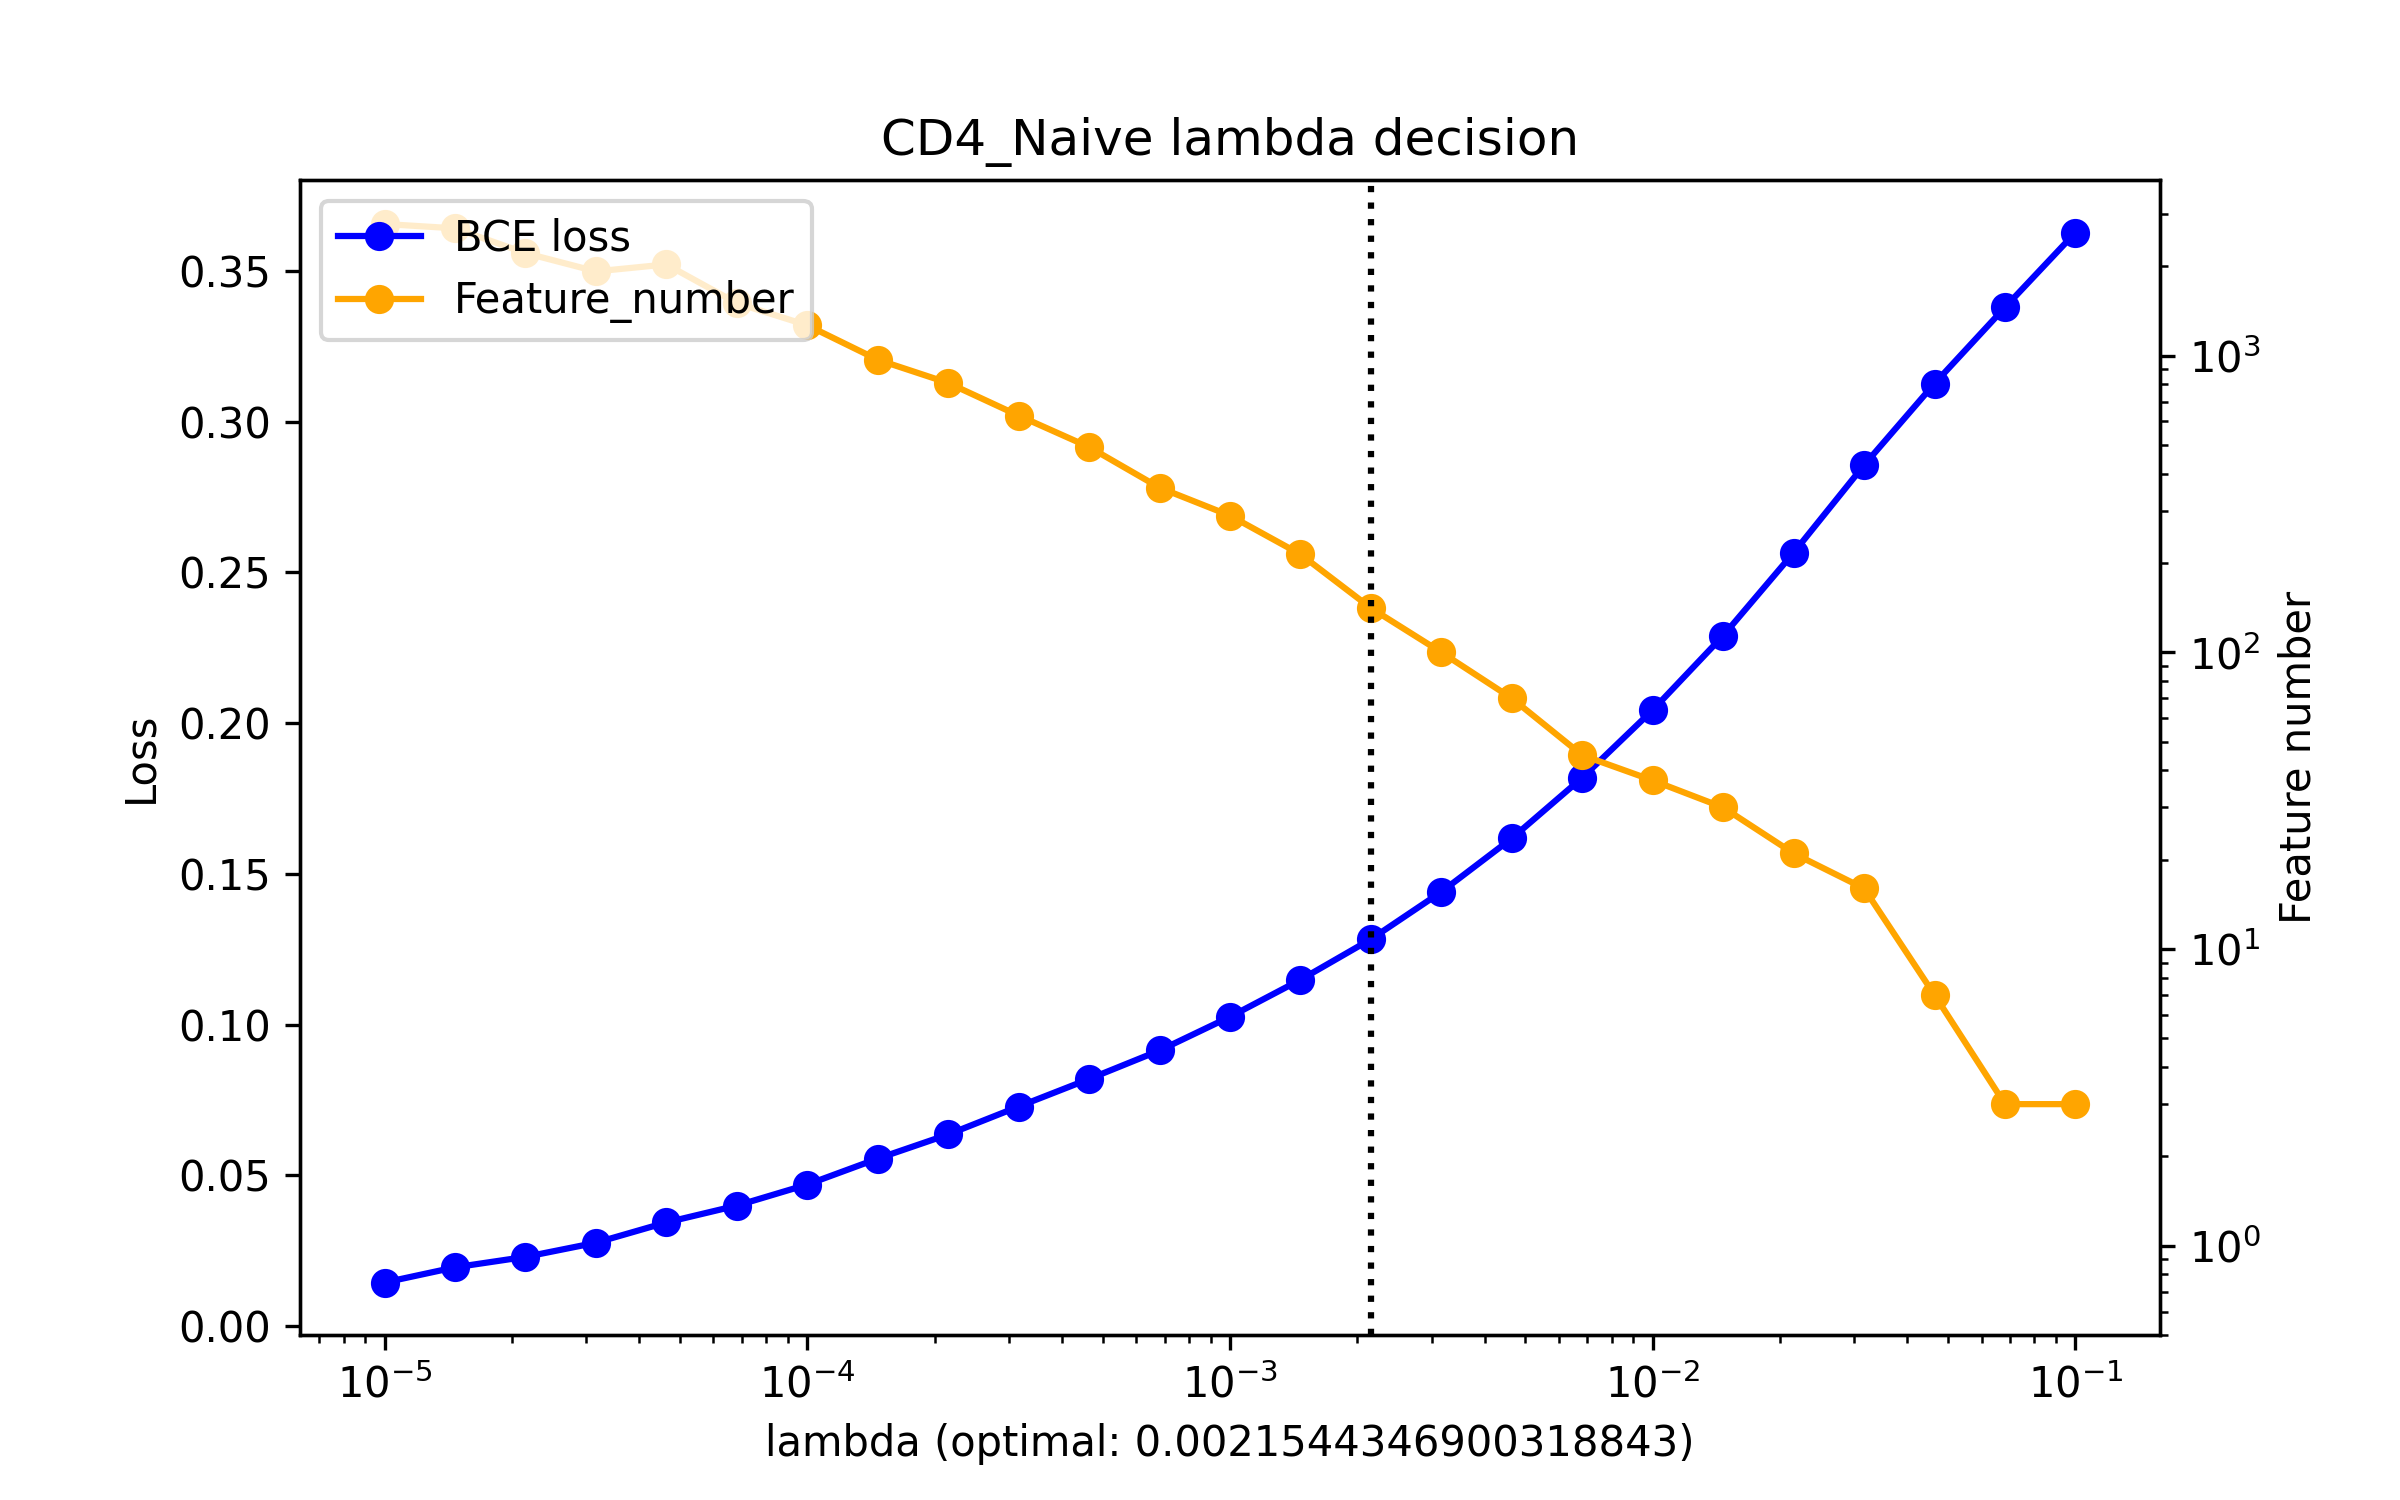 CD4_Naive lambda decision
BCE loss
Feature_number
0.35
0.30
0.25
0.20
0.15
0.10
0.05
0.00
Loss
10³
10²
10¹
10⁰
Feature number
10⁻⁵ 10⁻⁴ 10⁻³ 10⁻² 10⁻¹
lambda (optimal: 0.0021544346900318843)